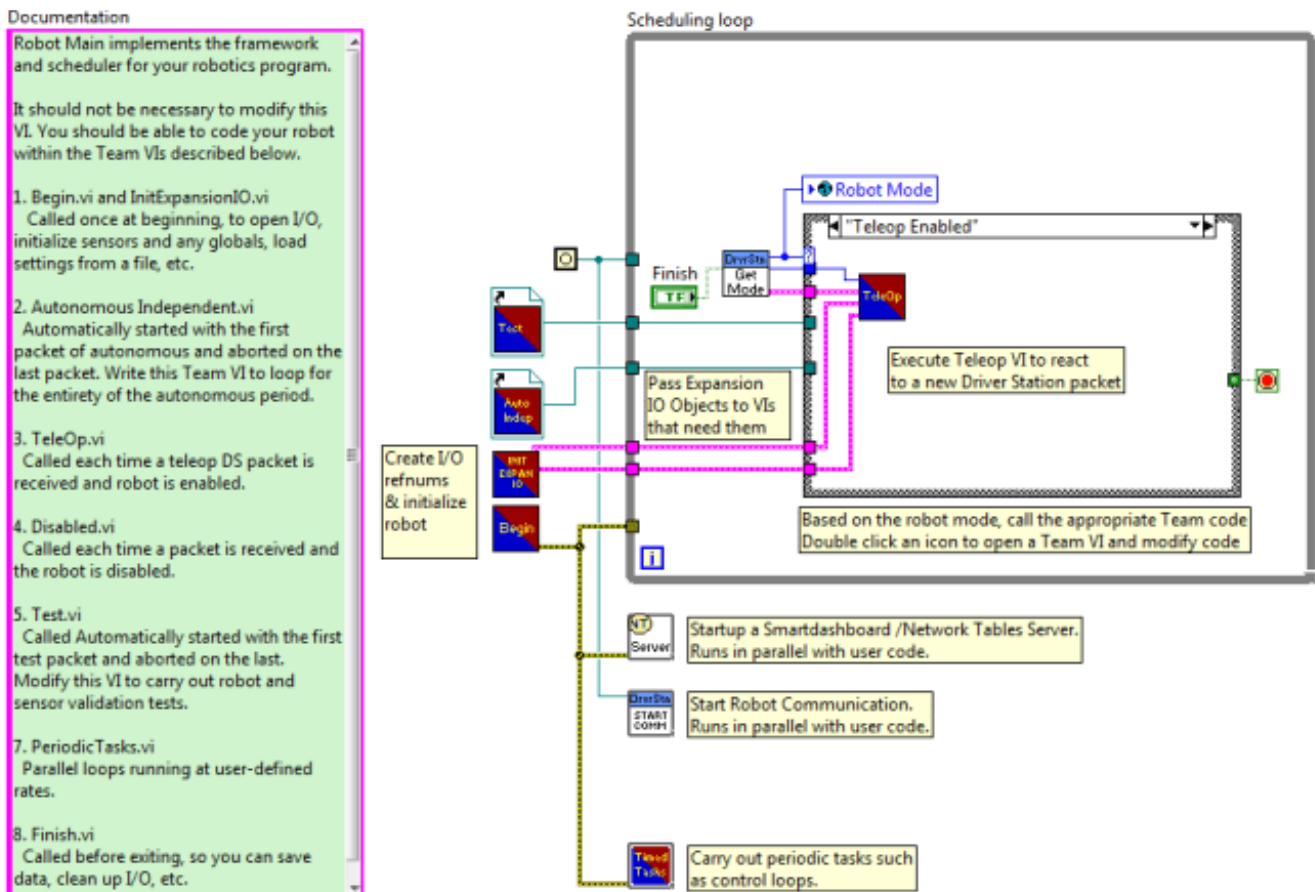 Documentation
Robot Main implements the framework
and scheduler for your robotics program.
It should not be necessary to modify this
VI. You should be able to code your robot
within the Team VIs described below.
1. Begin.vi and InitExpansionIO.vi
Called once at beginning, to open I/O,
initialize sensors and any globals, load
settings from a file, etc.
2. Autonomous Independent.vi
Automatically started with the first
packet of autonomous and aborted on the
last packet. Write this Team VI to loop for
the entirety of the autonomous period.
3. TeleOp.vi
Called each time a teleop DS packet is
received and robot is enabled.
4. Disabled.vi
Called each time a packet is received and
the robot is disabled.
5. Test.vi
Called Automatically started with the first
test packet and aborted on the last.
Modify this VI to carry out robot and
sensor validation tests.
7. PeriodicTasks.vi
Parallel loops running at user-defined
rates.
8. Finish.vi
Called before exiting, so you can save
data, clean up I/O, etc.
Scheduling loop
Robot Mode
"Teleop Enabled"
Finish
TF
DrvrStn
Get
Mode
TeleOp
Test
Auto
Indep
INIT
EXPAN
IO
Begin
Execute Teleop VI to react
to a new Driver Station packet
Pass Expansion
IO Objects to VIs
that need them
Create I/O
refnums
& initialize
robot
Based on the robot mode, call the appropriate Team code
Double click an icon to open a Team VI and modify code
i
NT
Server
Startup a Smartdashboard /Network Tables Server.
Runs in parallel with user code.
DrvrStn
START
COMM
Start Robot Communication.
Runs in parallel with user code.
Timed
Tasks
Carry out periodic tasks such
as control loops.